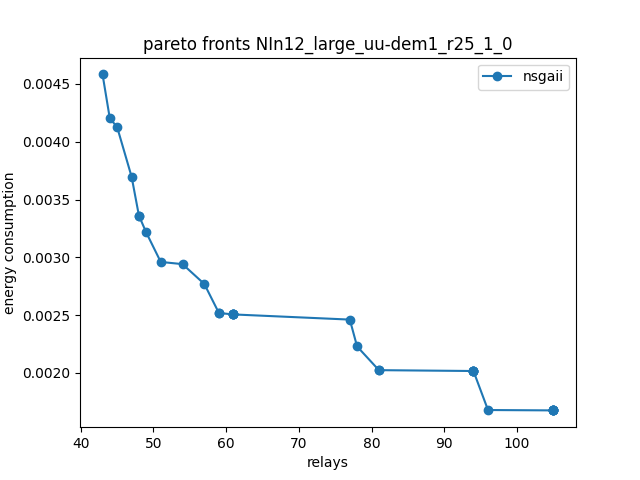 pareto fronts NIn12_large_uu-dem1_r25_1_0
nsgaii
energy consumption
0.0045
0.0040
0.0035
0.0030
0.0025
0.0020
40 50 60 70 80 90 100
relays